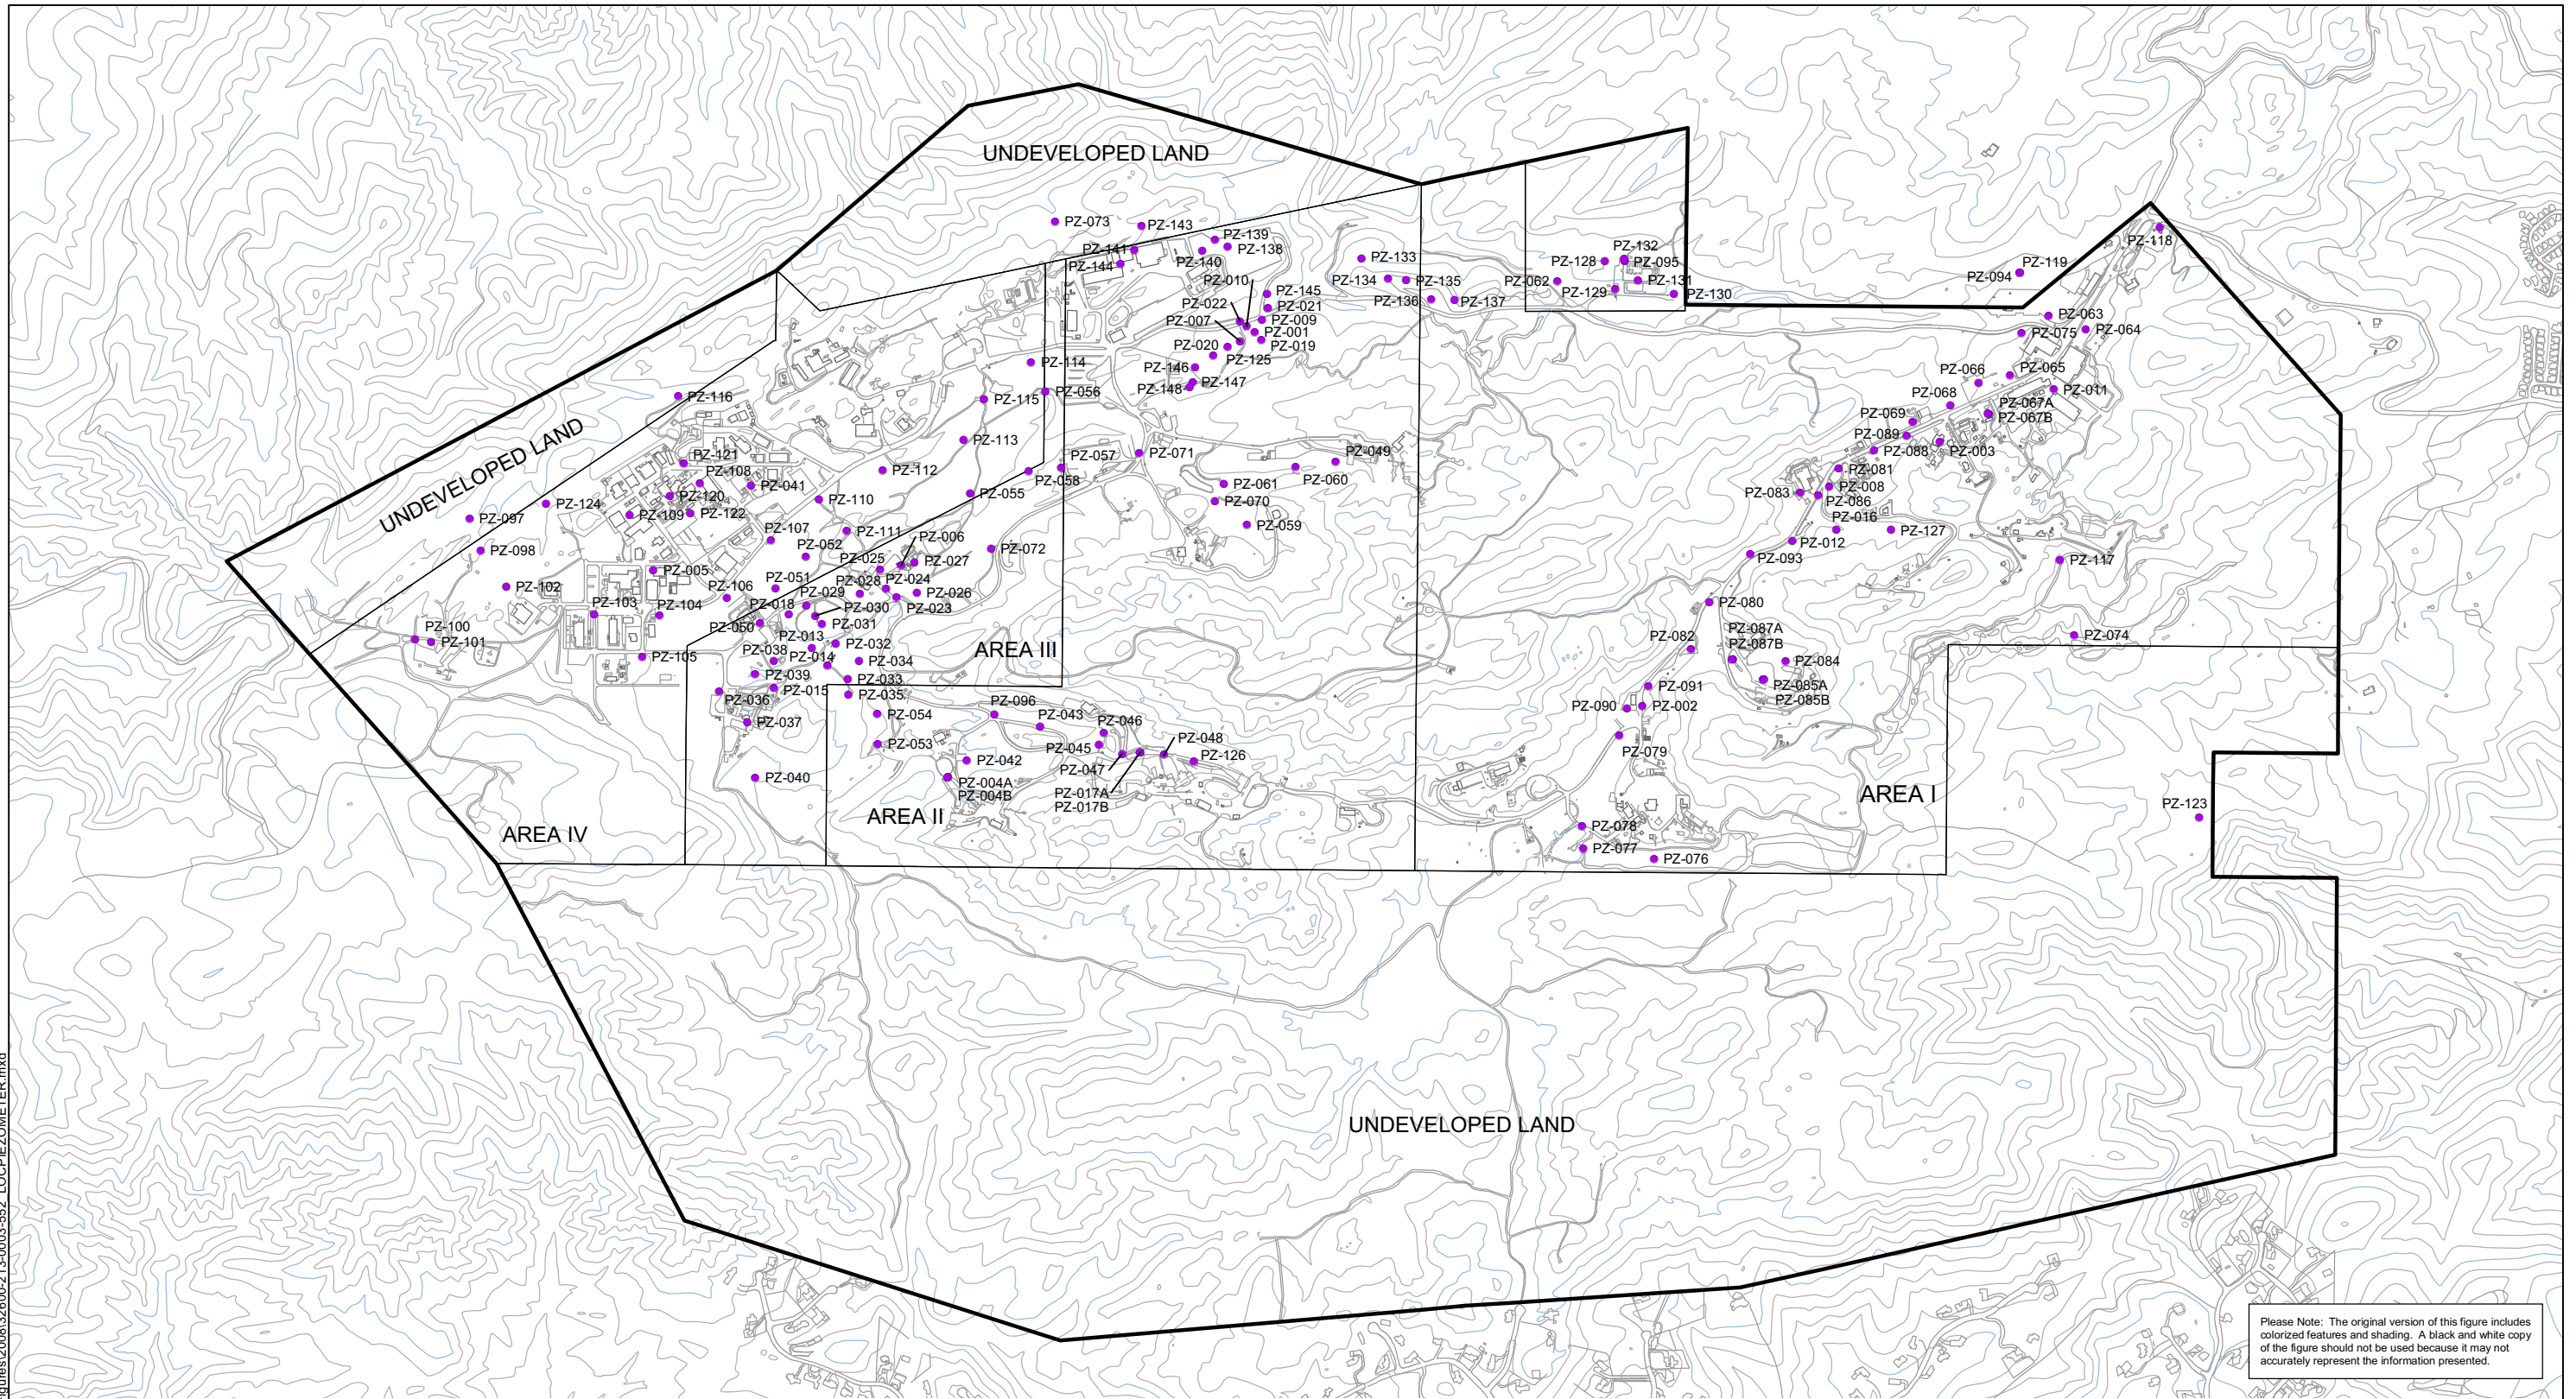 UNDEVELOPED LAND
PZ-118
PZ-073
PZ-143
PZ-139
PZ-138
PZ-141
PZ-140
PZ-144
PZ-133
PZ-132
PZ-128
PZ-095
PZ-119
PZ-094
PZ-010
PZ-134
PZ-135
PZ-062
PZ-131
PZ-129
PZ-130
PZ-145
PZ-136
PZ-137
PZ-022
PZ-021
PZ-007
PZ-009
PZ-063
PZ-064
PZ-001
PZ-075
PZ-020
PZ-019
PZ-125
PZ-114
PZ-146
PZ-147
PZ-148
PZ-066
PZ-065
PZ-011
PZ-116
PZ-115
PZ-056
PZ-068
PZ-067A
PZ-067B
PZ-069
PZ-089
PZ-088
PZ-003
UNDEVELOPED LAND
PZ-113
PZ-121
PZ-108
PZ-041
PZ-112
PZ-057
PZ-058
PZ-071
PZ-049
PZ-060
PZ-061
PZ-070
PZ-059
PZ-081
PZ-083
PZ-008
PZ-086
PZ-016
PZ-127
PZ-012
PZ-093
PZ-117
PZ-120
PZ-110
PZ-055
PZ-124
PZ-109
PZ-122
PZ-097
PZ-107
PZ-111
PZ-006
PZ-098
PZ-052
PZ-025
PZ-027
PZ-072
PZ-005
PZ-102
PZ-106
PZ-051
PZ-028
PZ-024
PZ-026
PZ-029
PZ-023
PZ-103
PZ-104
PZ-018
PZ-030
PZ-031
PZ-050
PZ-080
PZ-100
PZ-101
PZ-013
PZ-032
AREA III
PZ-082
PZ-087A
PZ-087B
PZ-074
PZ-105
PZ-038
PZ-014
PZ-034
PZ-084
PZ-039
PZ-033
PZ-015
PZ-035
PZ-036
PZ-091
PZ-085A
PZ-085B
PZ-090
PZ-002
PZ-037
PZ-054
PZ-096
PZ-043
PZ-046
PZ-053
PZ-045
PZ-048
PZ-079
PZ-042
PZ-047
PZ-126
PZ-040
PZ-004A
PZ-004B
PZ-017A
PZ-017B
AREA I
PZ-123
AREA II
AREA IV
PZ-078
PZ-077
PZ-076
UNDEVELOPED LAND
Please Note: The original version of this figure includes
colorized features and shading. A black and white copy
of the figure should not be used because it may not
accurately represent the information presented.